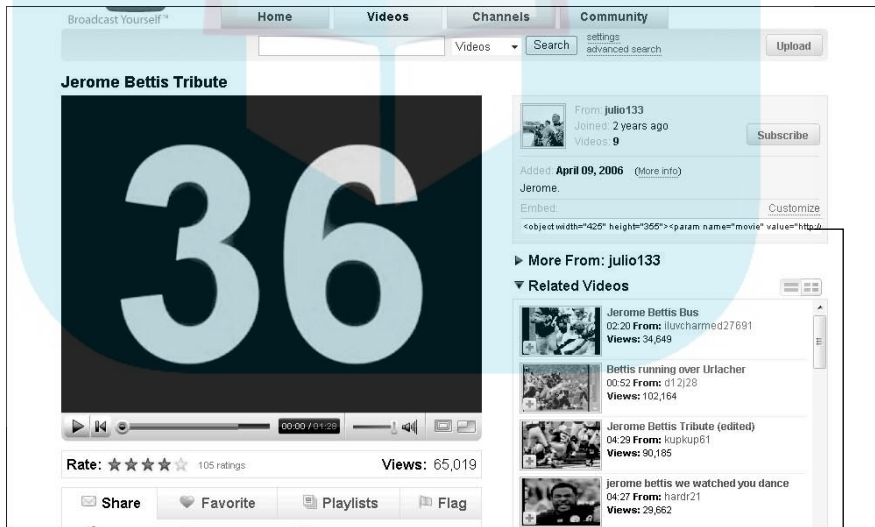 Broadcast Yourself™
Home Videos Channels Community
Videos Search settings
advanced search
Upload
Jerome Bettis Tribute
36
00:00 / 01:28
Rate: 105 ratings Views: 65,019
Share Favorite Playlists Flag
From: julio133
Joined: 2 years ago
Videos: 9
Subscribe
Added: April 09, 2006 (More info)
Jerome.
Embed: Customize
<object width="425" height="355"><param name="movie" value="http:/
More From: julio133
Related Videos
Jerome Bettis Bus
02:20 From: iluvcharmed27691
Views: 34,649
Bettis running over Urlacher
00:52 From: d12j28
Views: 102,164
Jerome Bettis Tribute (edited)
04:29 From: kupkup61
Views: 90,185
jerome bettis we watched you dance
04:27 From: hardr21
Views: 29,662